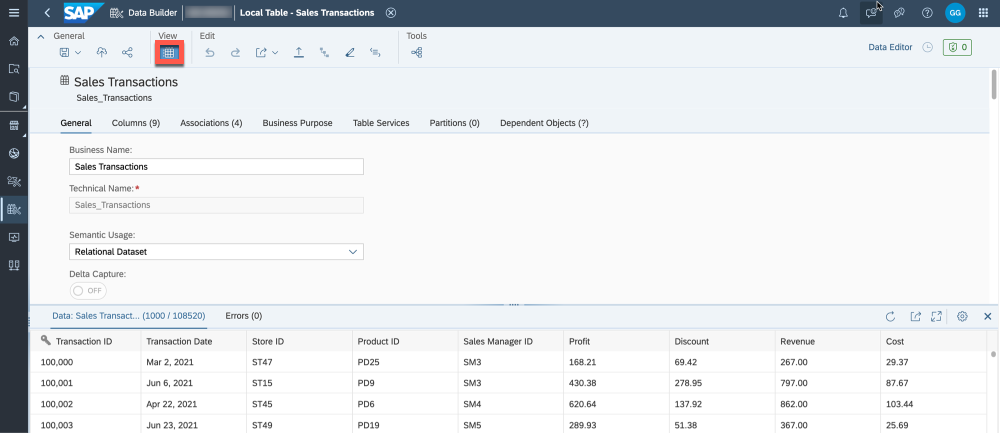 SAP Data Builder Local Table - Sales Transactions GG
General View Edit Tools
Data Editor 0
Sales Transactions
Sales_Transactions
General Columns (9) Associations (4) Business Purpose Table Services Partitions (0) Dependent Objects (?)
Business Name:
Sales Transactions
Technical Name:*
Sales_Transactions
Semantic Usage:
Relational Dataset
Delta Capture:
OFF
Data: Sales Transact... (1000 / 108520) Errors (0)
Transaction ID Transaction Date Store ID Product ID Sales Manager ID Profit Discount Revenue Cost
100,000 Mar 2, 2021 ST47 PD25 SM3 168.21 69.42 267.00 29.37
100,001 Jun 6, 2021 ST15 PD9 SM3 430.38 278.95 797.00 87.67
100,002 Apr 22, 2021 ST45 PD6 SM4 620.64 137.92 862.00 103.44
100,003 Jun 23, 2021 ST49 PD19 SM5 289.93 51.38 367.00 25.69